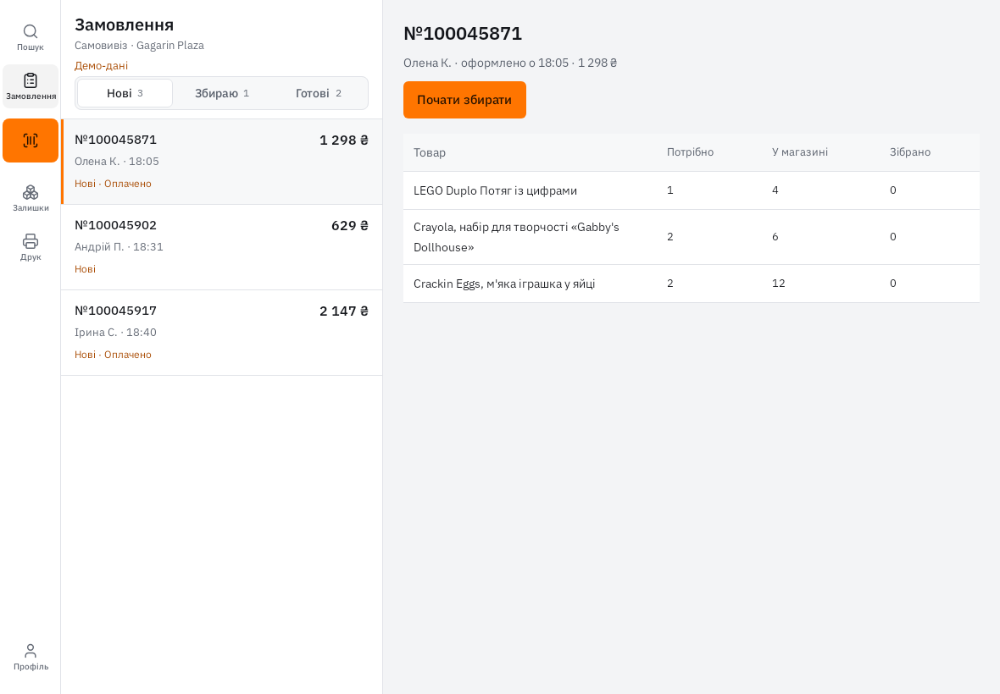 Пошук
Замовлення
Залишки
Друк
Профіль
Замовлення
Самовивіз · Gagarin Plaza
Демо-дані
Нові 3
Збираю 1
Готові 2
№100045871
1 298 ₴
Олена К. · 18:05
Нові · Оплачено
№100045902
629 ₴
Андрій П. · 18:31
Нові
№100045917
2 147 ₴
Ірина С. · 18:40
Нові · Оплачено
№100045871
Олена К. · оформлено о 18:05 · 1 298 ₴
Почати збирати
Товар Потрібно У магазині Зібрано
LEGO Duplo Потяг із цифрами 1 4 0
Crayola, набір для творчості «Gabby's
Dollhouse» 2 6 0
Crackin Eggs, м'яка іграшка у яйці 2 12 0